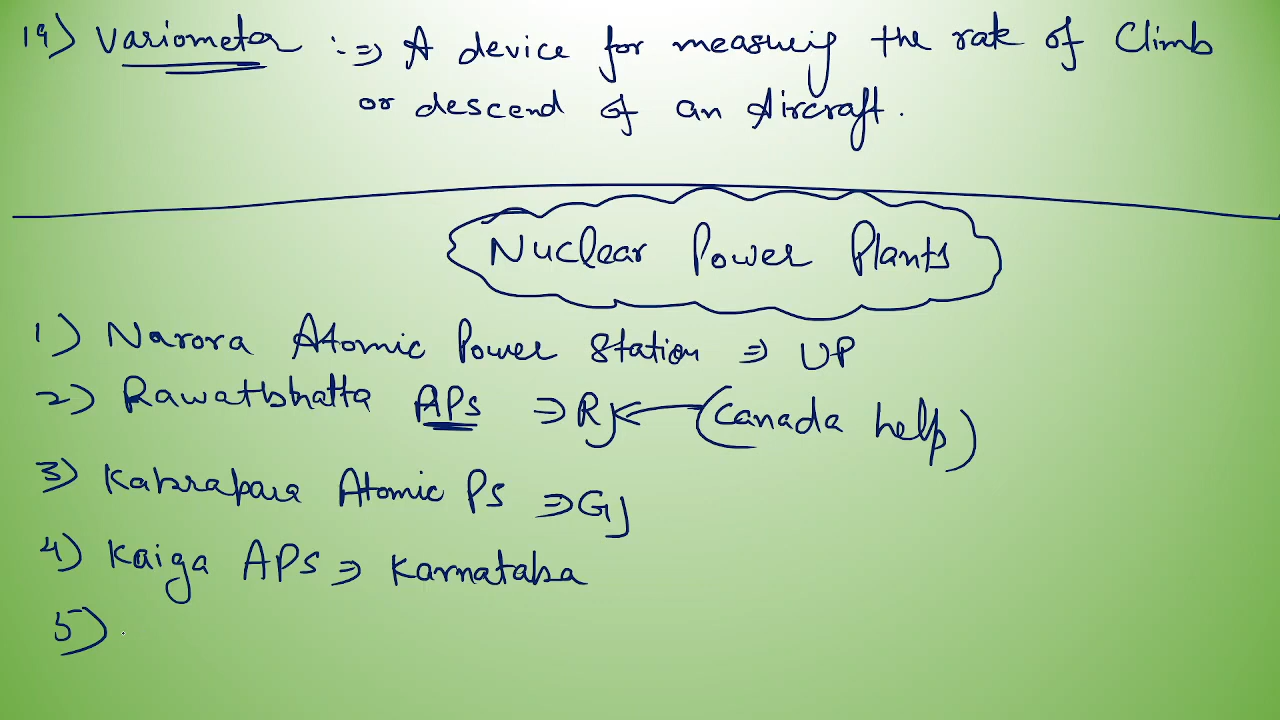 19) Variometer :⇒ A device for measuring the rate of Climb
or descend of an Aircraft.
Nuclear Power Plants
1) Narora Atomic Power Station ⇒ UP
2) Rawatbhatta APs ⇒ RJ ← (Canada help)
3) Kakrapara Atomic PS ⇒ GJ
4) Kaiga APS ⇒ Karnataka
5)